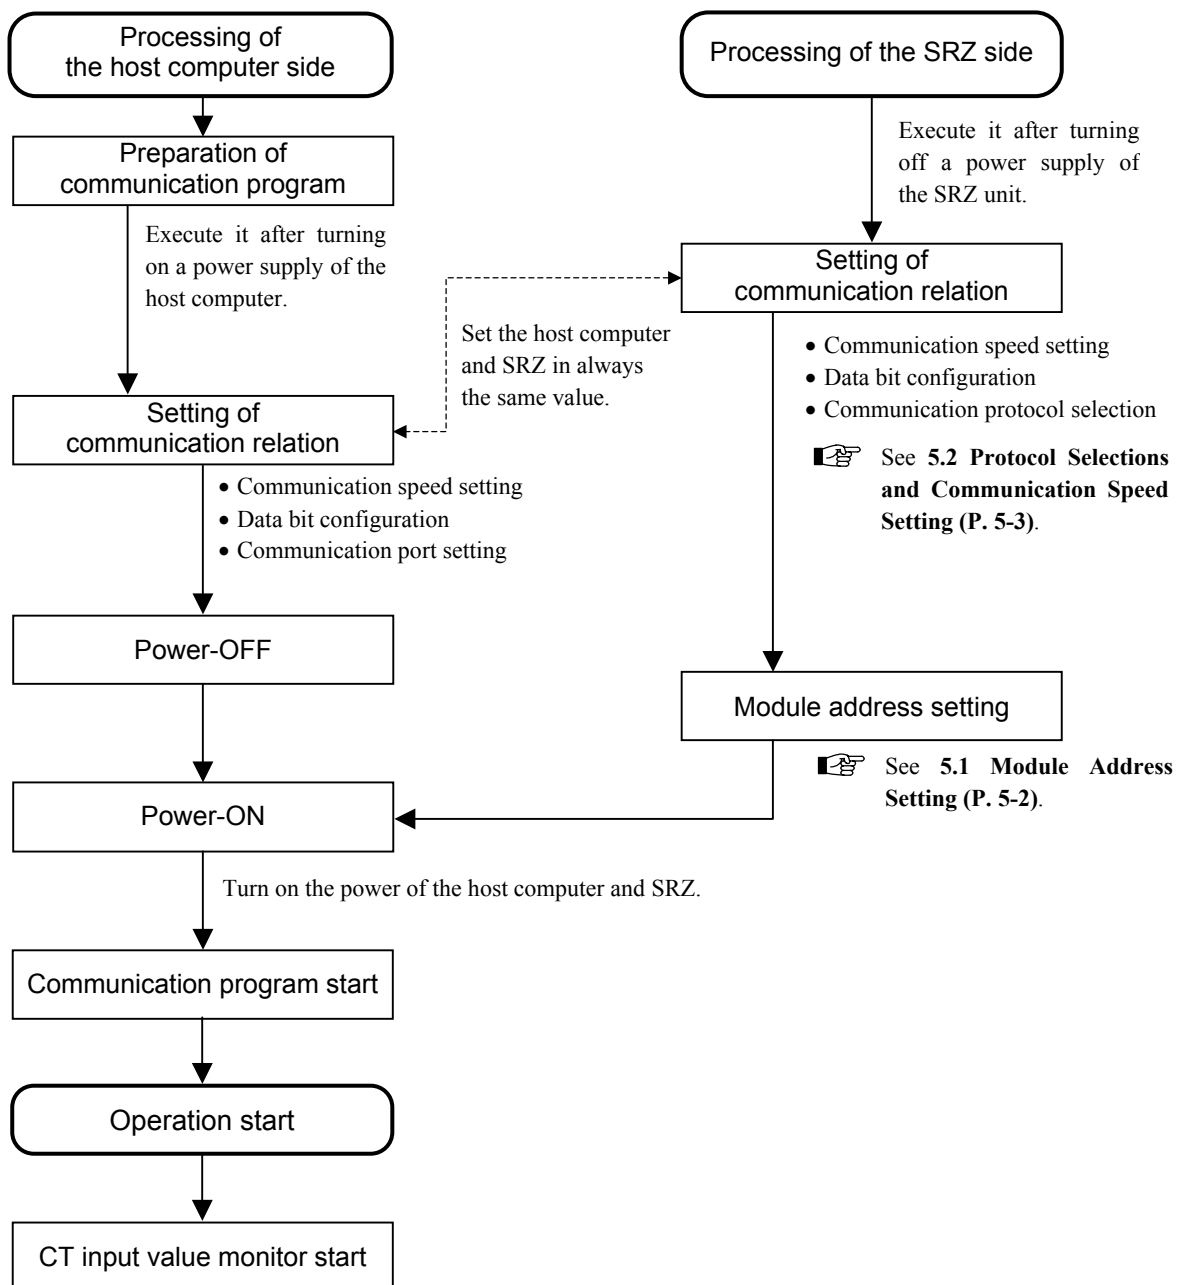 Processing of
the host computer side
Processing of the SRZ side
Preparation of
communication program
Execute it after turning
off a power supply of
the SRZ unit.
Execute it after turning
on a power supply of the
host computer.
Setting of
communication relation
Set the host computer
and SRZ in always
the same value.
• Communication speed setting
• Data bit configuration
• Communication protocol selection
See 5.2 Protocol Selections
and Communication Speed
Setting (P. 5-3).
Setting of
communication relation
• Communication speed setting
• Data bit configuration
• Communication port setting
Power-OFF
Module address setting
See 5.1 Module Address
Setting (P. 5-2).
Power-ON
Turn on the power of the host computer and SRZ.
Communication program start
Operation start
CT input value monitor start